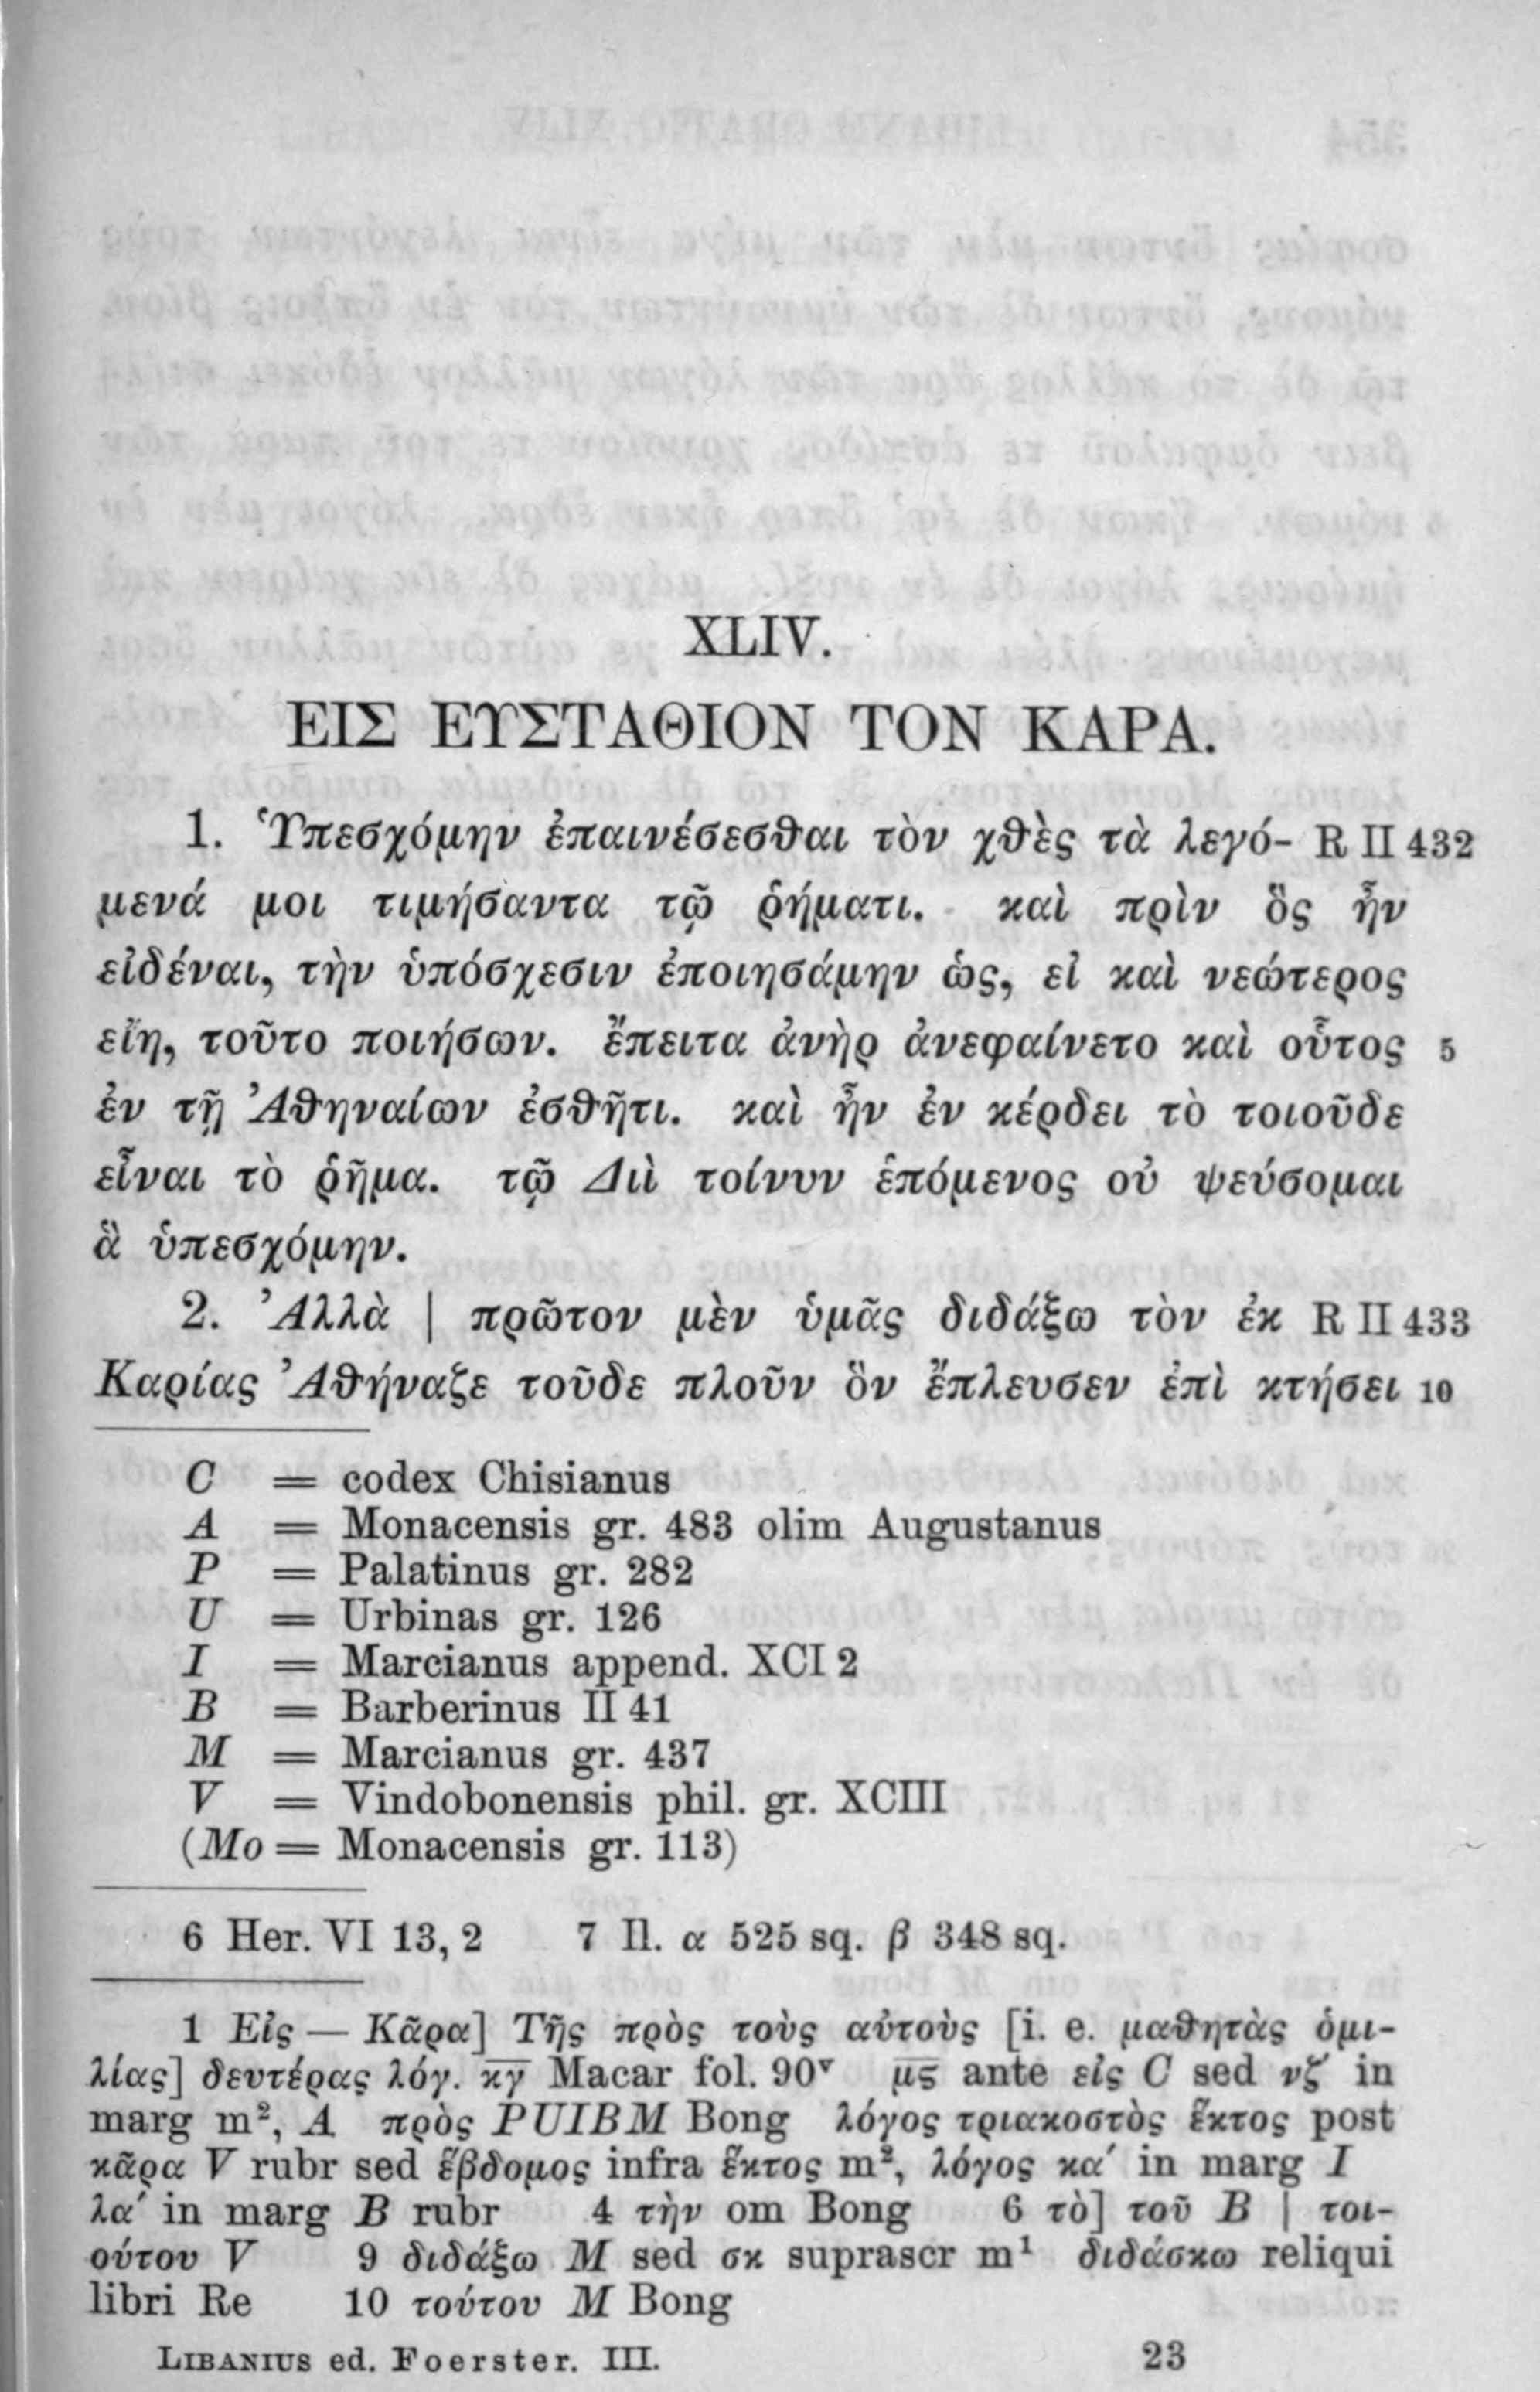 XLIV.
ΕΙΣ ΕΥΣΤΑΘΙΟΝ ΤΟΝ ΚΑΡΑ.
1. Ὑπεσχόμην ἐπαινέσεσθαι τὸν χθὲς τὰ λεγό- R II 432
μενά μοι τιμήσαντα τῷ ῥήματι. καὶ πρὶν ὃς ἦν
εἰδέναι, τὴν ὑπόσχεσιν ἐποιησάμην ὡς, εἰ καὶ νεώτερος
εἴη, τοῦτο ποιήσων. ἔπειτα ἀνὴρ ἀνεφαίνετο καὶ οὗτος 5
ἐν τῇ Ἀθηναίων ἐσθῆτι. καὶ ἦν ἐν κέρδει τὸ τοιοῦδε
εἶναι τὸ ῥῆμα. τῷ Διὶ τοίνυν ἑπόμενος οὐ ψεύσομαι
ἃ ὑπεσχόμην.
2. Ἀλλὰ | πρῶτον μὲν ὑμᾶς διδάξω τὸν ἐκ R II 433
Καρίας Ἀθήναζε τοῦδε πλοῦν ὃν ἔπλευσεν ἐπὶ κτήσει 10
C = codex Chisianus
A = Monacensis gr. 483 olim Augustanus
P = Palatinus gr. 282
U = Urbinas gr. 126
I = Marcianus append. XCI 2
B = Barberinus II 41
M = Marcianus gr. 437
V = Vindobonensis phil. gr. XCIII
(Mo = Monacensis gr. 113)
6 Her. VI 13, 2 7 Il. α 525 sq. β 348 sq.
1 Εἰς — Κᾶρα] Τῆς πρὸς τοὺς αὐτοὺς [i. e. μαθητὰς ὁμι-
λίας] δευτέρας λόγ. κγ Macar fol. 90ᵛ μϛ ante εἰς C sed νζ´ in
marg m², A πρὸς PUIBM Bong λόγος τριακοστὸς ἕκτος post
κᾶρα V rubr sed ἕβδομος infra ἕκτος m², λόγος κα´ in marg I
λα´ in marg B rubr 4 τὴν om Bong 6 τὸ] τοῦ B | τοι-
ούτου V 9 διδάξω M sed σκ suprascr m¹ διδάσκω reliqui
libri Re 10 τούτου M Bong
LIBANIUS ed. Foerster. III. 23